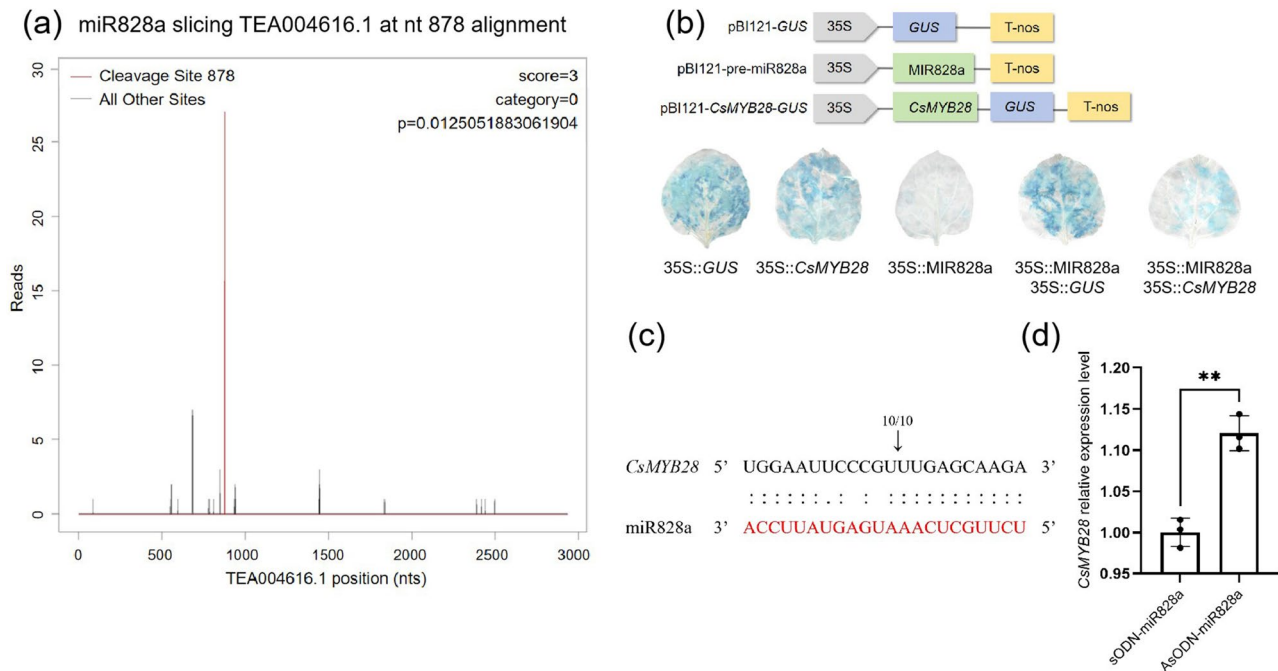 (a) miR828a slicing TEA004616.1 at nt 878 alignment
Cleavage Site 878
All Other Sites
score=3
category=0
p=0.0125051883061904
Reads
30
25
20
15
10
5
0
0 500 1000 1500 2000 2500 3000
TEA004616.1 position (nts)
(b)
pBI121-GUS 35S GUS T-nos
pBI121-pre-miR828a 35S MIR828a T-nos
pBI121-CsMYB28-GUS 35S CsMYB28 GUS T-nos
35S::GUS 35S::CsMYB28 35S::MIR828a 35S::MIR828a 35S::MIR828a
35S::GUS 35S::CsMYB28
(c)
10/10
CsMYB28 5’ UGGAAUUCCCGUUUGAGCAAGA 3’
: : : : : : . : : : : : : : : : : : :
miR828a 3’ ACCUUAUGAGUAAACUCGUUCU 5’
(d)
CsMYB28 relative expression level
**
1.20
1.15
1.10
1.05
1.00
0.95
sODN-miR828a
AsODN-miR828a